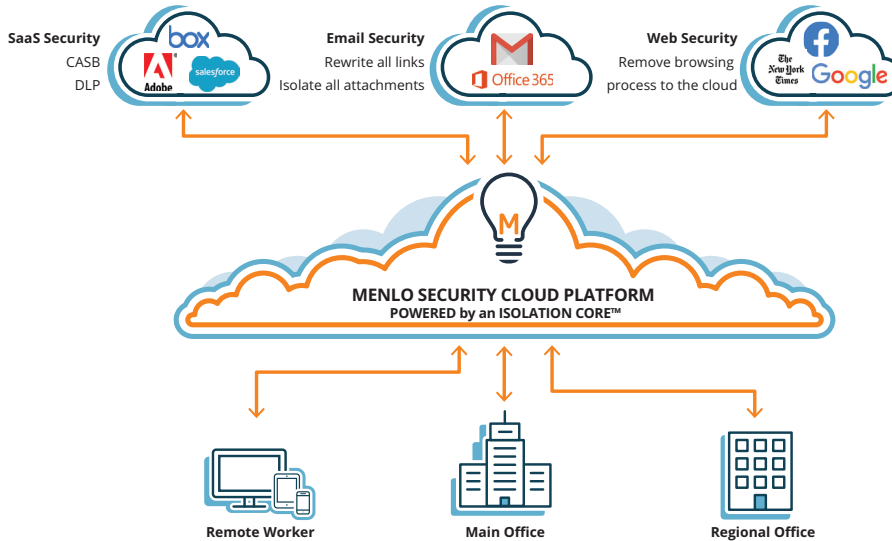 SaaS Security
CASB
DLP
box
Adobe
salesforce
Email Security
Rewrite all links
Isolate all attachments
Office 365
Web Security
Remove browsing
process to the cloud
The
New York
Times
Google
M
MENLO SECURITY CLOUD PLATFORM
POWERED by an ISOLATION CORE™
Remote Worker
Main Office
Regional Office